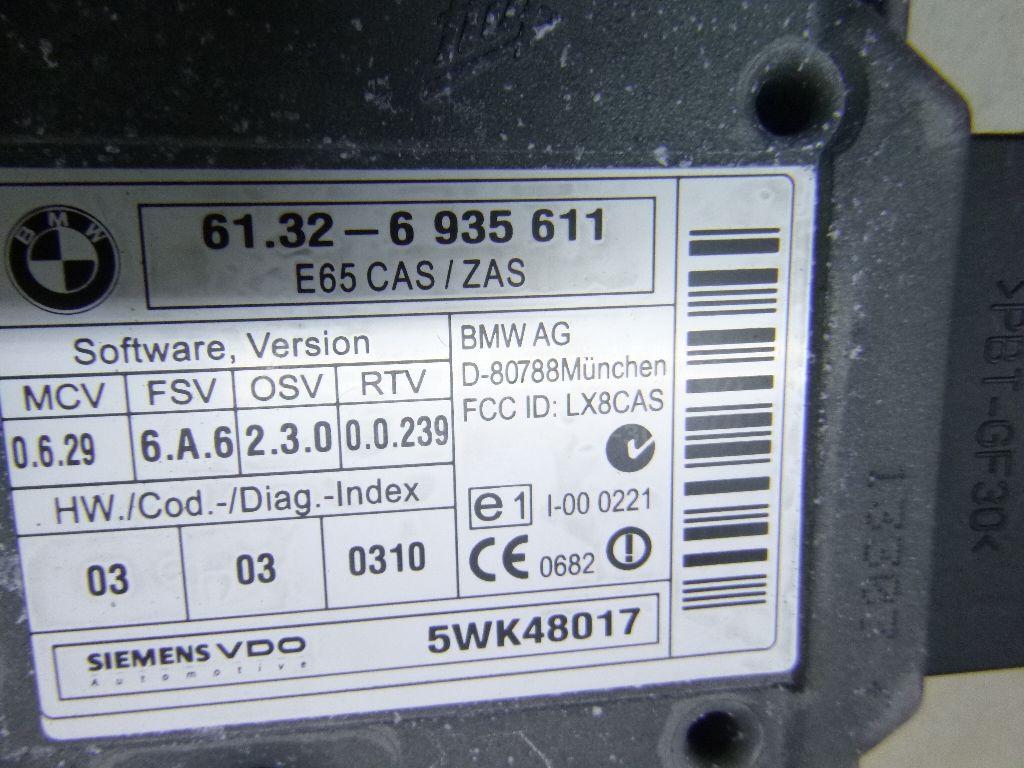 BMW
61.32 – 6 935 611
E65 CAS / ZAS
Software, Version
MCV FSV OSV RTV
0.6.29 6.A.6 2.3.0 0.0.239
HW./Cod.-/Diag.-Index
03 03 0310
BMW AG
D-80788München
FCC ID: LX8CAS
e1 I-00 0221
CE 0682
SIEMENS VDO
Automotive
5WK48017
>PBT-GF30<